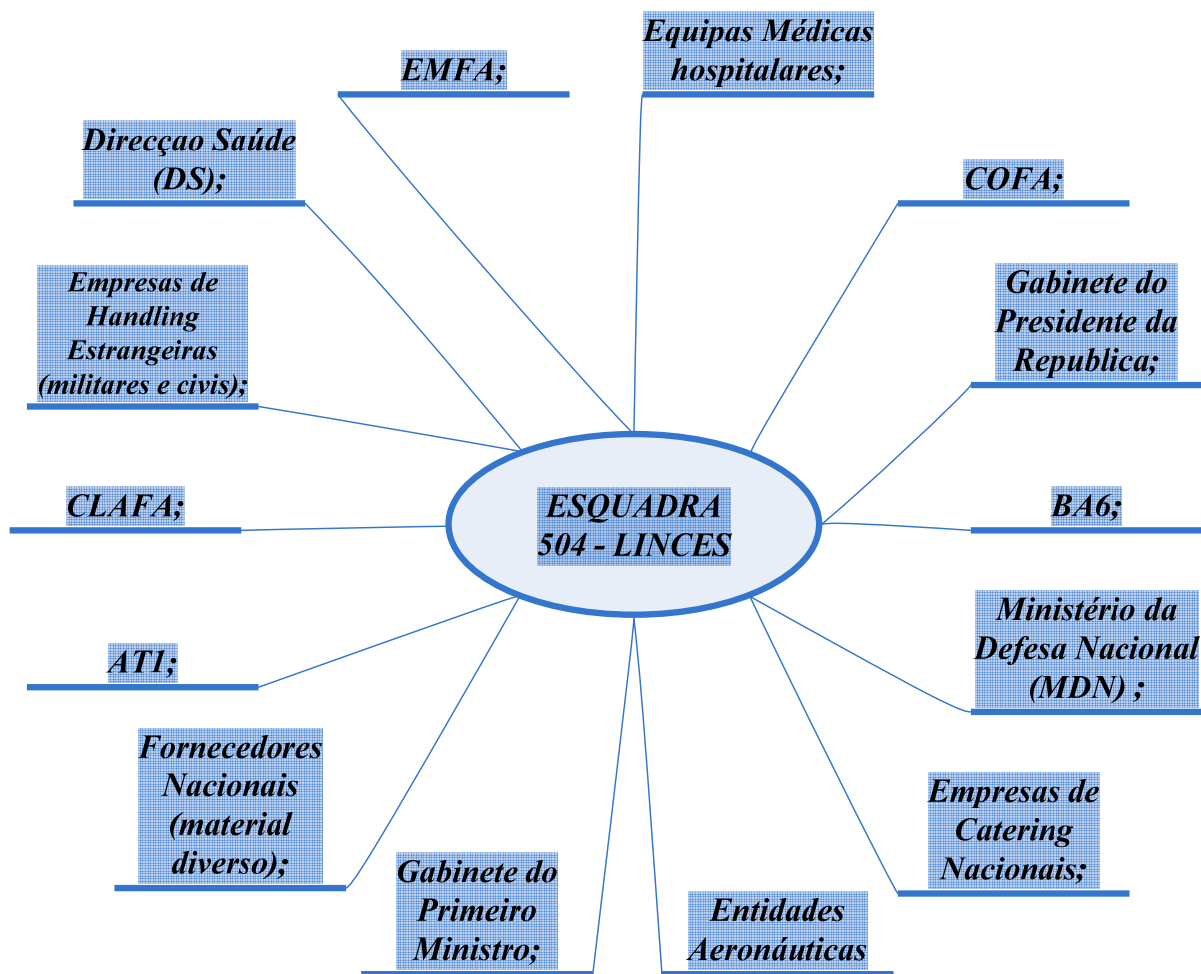 Equipas Médicas
hospitalares;
EMFA;
Direcçao Saúde
(DS);
COFA;
Empresas de
Handling
Estrangeiras
(militares e civis);
Gabinete do
Presidente da
Republica;
CLAFA;
ESQUADRA
504 - LINCES
BA6;
AT1;
Ministério da
Defesa Nacional
(MDN) ;
Fornecedores
Nacionais
(material
diverso);
Empresas de
Catering
Nacionais;
Gabinete do
Primeiro
Ministro;
Entidades
Aeronáuticas